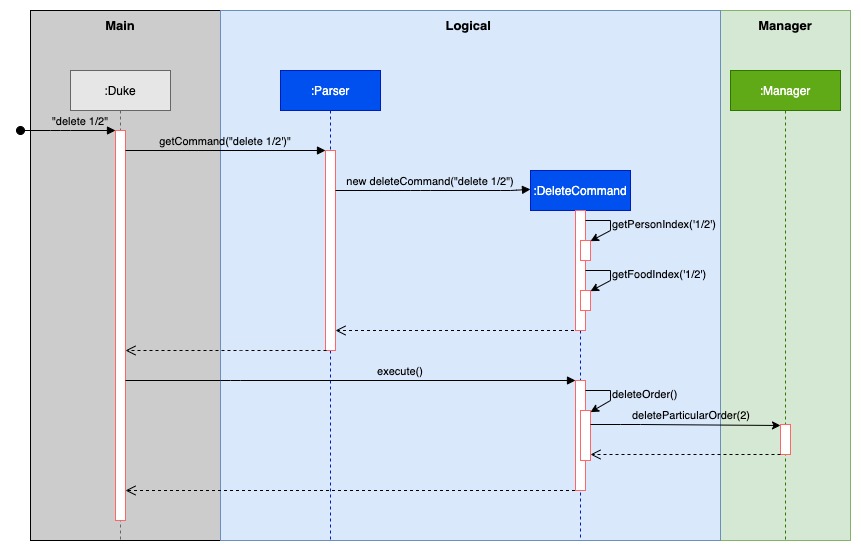 Main
Logical
Manager
:Duke
:Parser
:Manager
"delete 1/2"
getCommand("delete 1/2')"
new deleteCommand("delete 1/2")
:DeleteCommand
getPersonIndex('1/2')
getFoodIndex('1/2')
execute()
deleteOrder()
deleteParticularOrder(2)